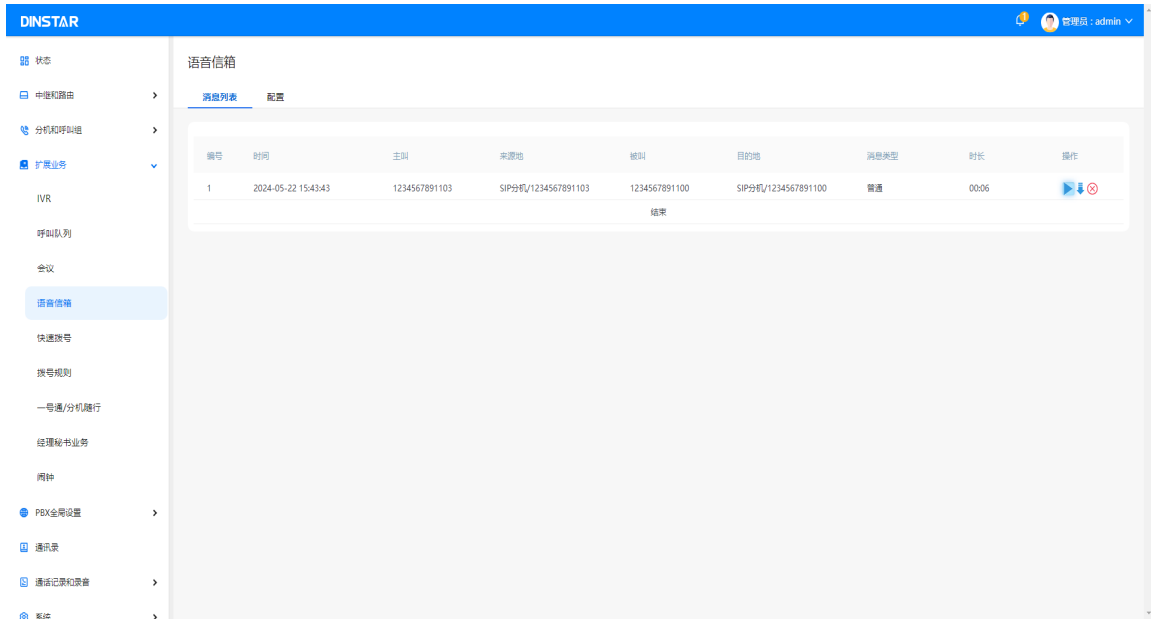 DINSTAR
1 管理员 : admin
状态
中继和路由
分机和呼叫组
扩展业务
IVR
呼叫队列
会议
语音信箱
快速拨号
拨号规则
一号通/分机随行
经理秘书业务
闹钟
PBX全局设置
通讯录
通话记录和录音
系统
语音信箱
消息列表 配置
编号 时间 主叫 来源地 被叫 目的地 消息类型 时长 操作
1 2024-05-22 15:43:43 1234567891103 SIP分机/1234567891103 1234567891100 SIP分机/1234567891100 普通 00:06
结束